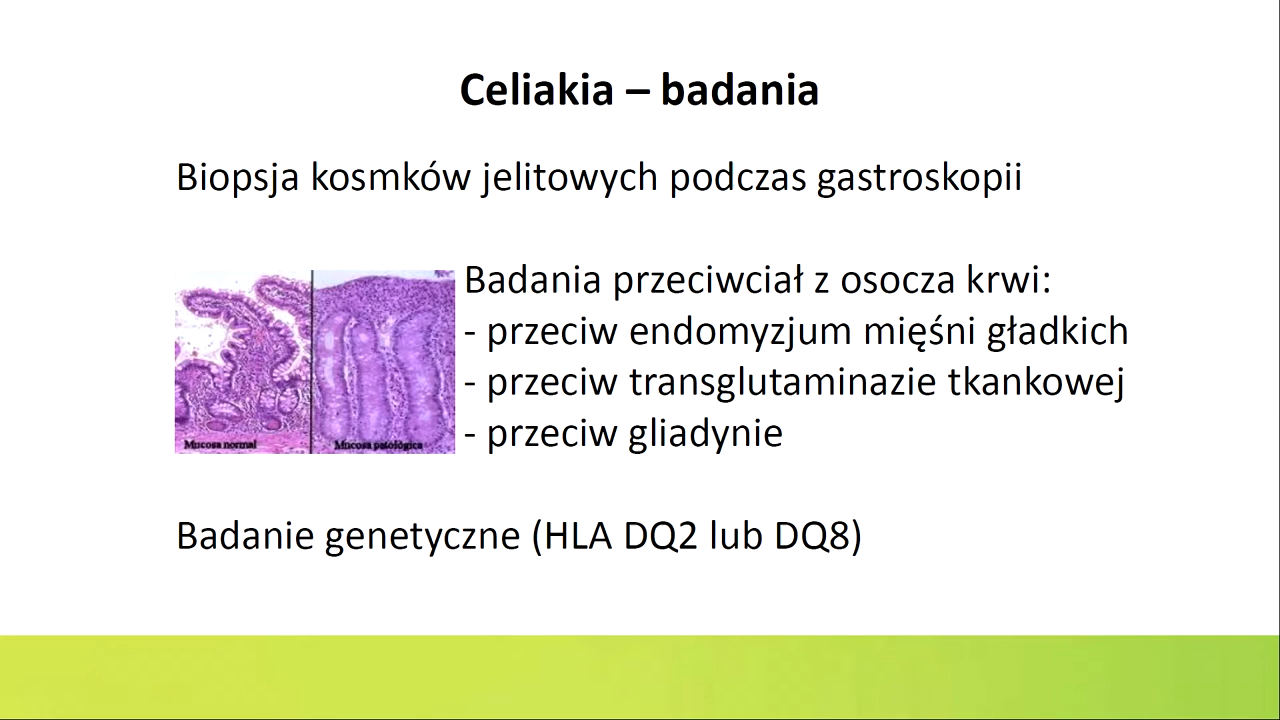 Celiakia – badania
Biopsja kosmków jelitowych podczas gastroskopii
Badania przeciwciał z osocza krwi:
- przeciw endomyzjum mięśni gładkich
- przeciw transglutaminazie tkankowej
- przeciw gliadynie
Mucosa normal
Mucosa patológica
Badanie genetyczne (HLA DQ2 lub DQ8)